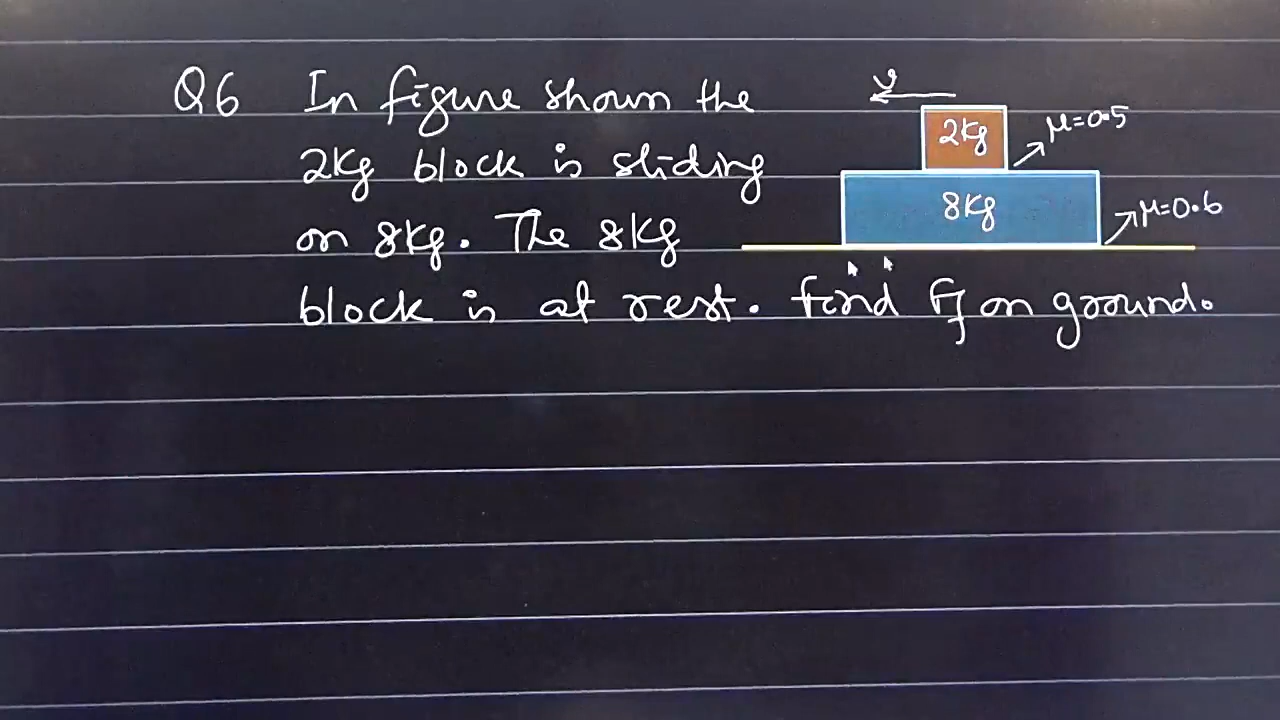 Q6 In figure shown the
2Kg block is sliding
on 8kg. The 8kg
block is at rest. Find Ff on ground.
v
2Kg
μ=0.5
8Kg
μ=0.6